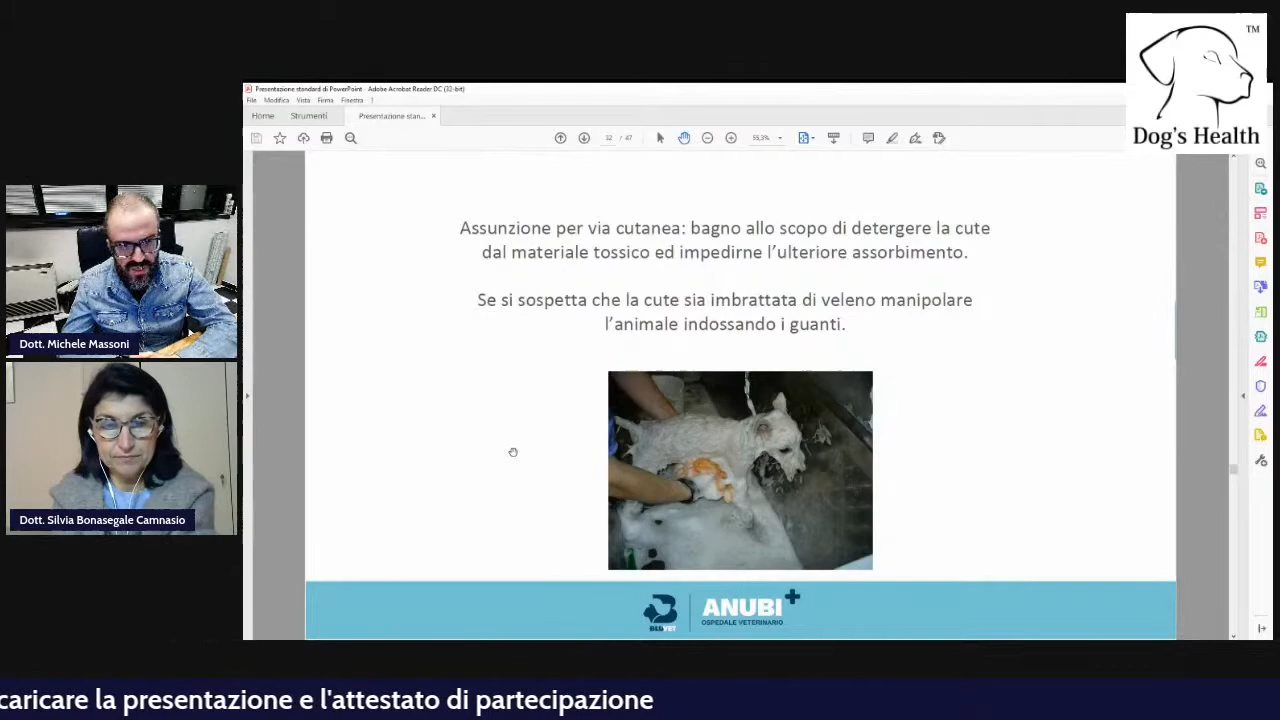 TM
Dog's Health
Presentazione standard di PowerPoint - Adobe Acrobat Reader DC (32-bit)
File Modifica Vista Firma Finestra ?
Home Strumenti Presentazione stan... ×
32 / 47
55,3%
Assunzione per via cutanea: bagno allo scopo di detergere la cute
dal materiale tossico ed impedirne l’ulteriore assorbimento.
Se si sospetta che la cute sia imbrattata di veleno manipolare
l’animale indossando i guanti.
Dott. Michele Massoni
Dott. Silvia Bonasegale Camnasio
BLUVET
ANUBI
OSPEDALE VETERINARIO
caricare la presentazione e l'attestato di partecipazione